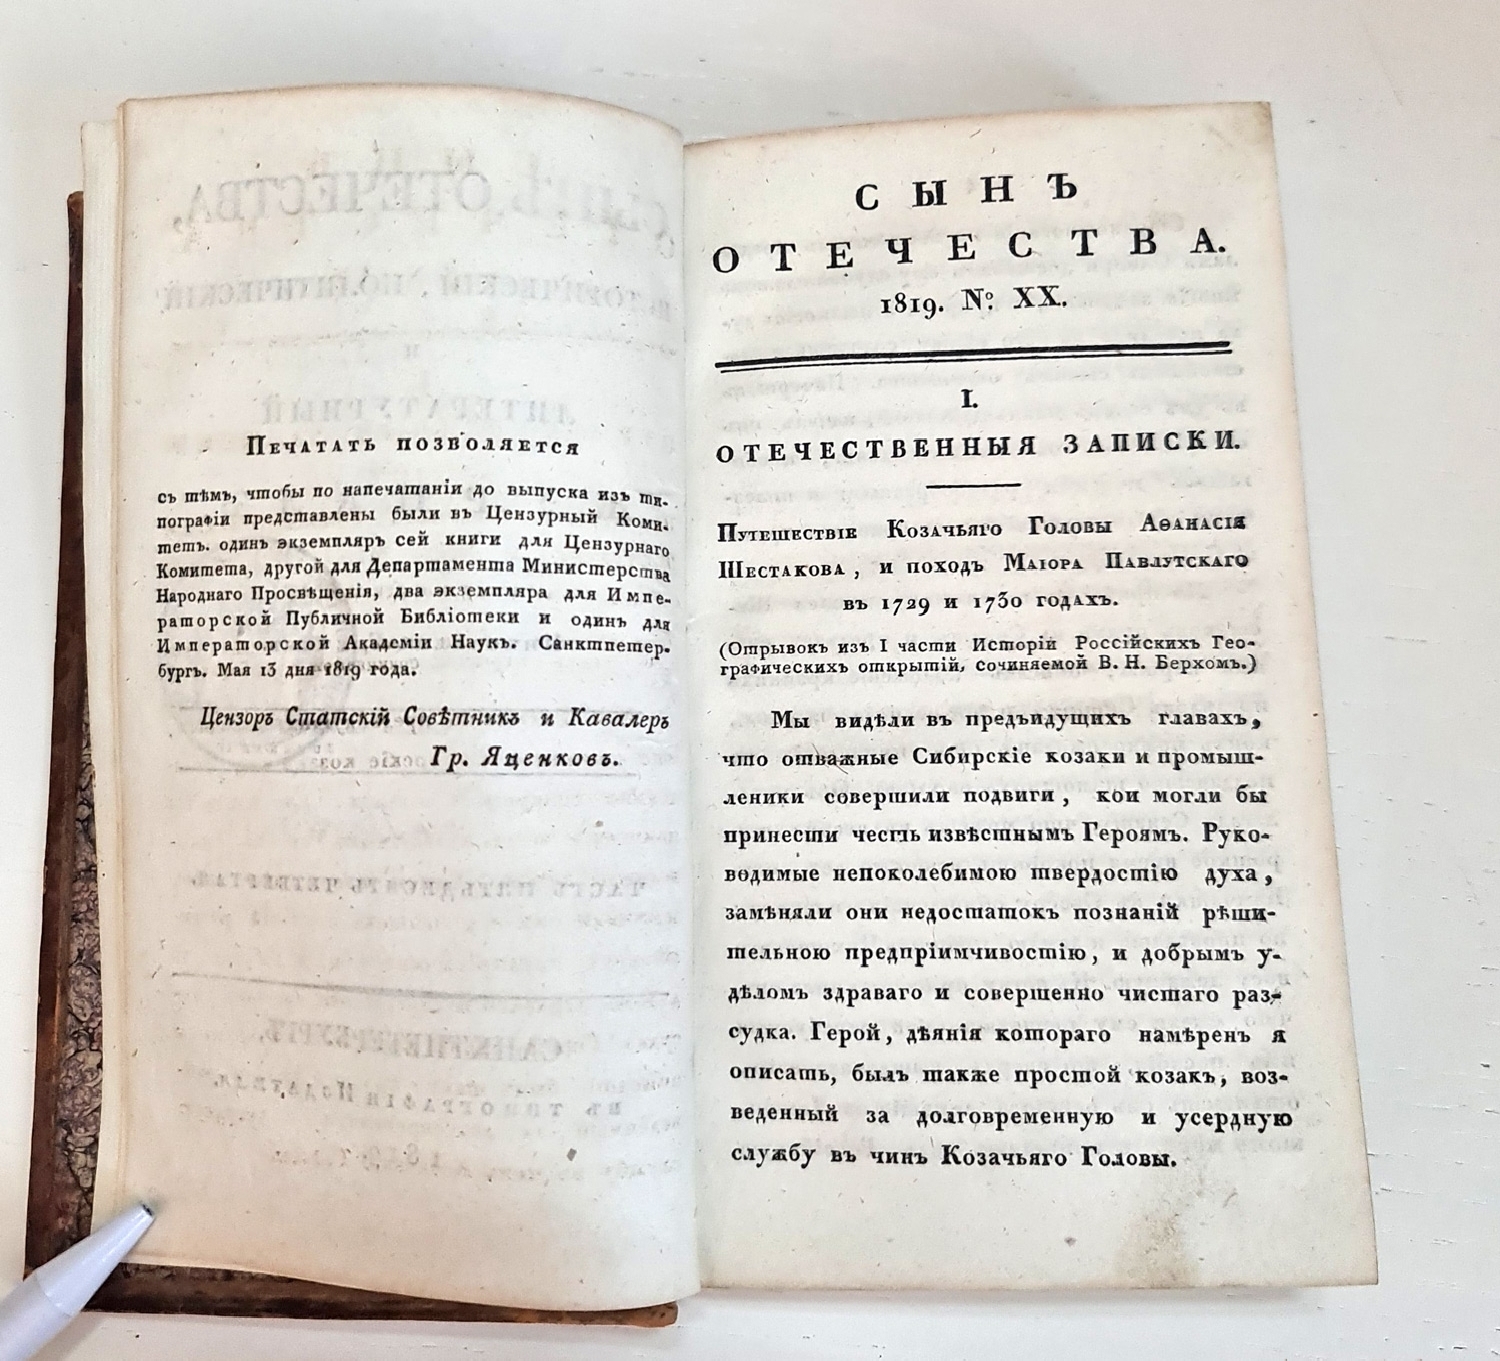 Печатать позволяется
съ тѣмъ, чтобы по напечатаніи до выпуска изъ ти-
пографіи представлены были въ Цензурный Коми-
тетъ. одинъ экземпляръ сей книги для Цензурнаго
Комитета, другой для Департамента Министерства
Народнаго Просвѣщенія, два экземпляра для Импе-
раторской Публичной Библіотеки и одинъ для
Императорской Академіи Наукъ. Санктпетер-
бургъ. Мая 13 дня 1819 года.
Цензоръ Статскій Совѣтникъ и Кавалеръ
Гр. Яценковъ.
СЫНЪ
ОТЕЧЕСТВА.
1819. No. XX.
I.
ОТЕЧЕСТВЕННЫЯ ЗАПИСКИ.
Путешествіе Козачьяго Головы Аѳанасія
Шестакова, и походъ Маіора Павлутскаго
въ 1729 и 1730 годахъ.
(Отрывокъ изъ I части Исторіи Россійскихъ Гео-
графическихъ открытій, сочиняемой В. Н. Берхомъ.)
Мы видѣли въ предъидущихъ главахъ,
что отважные Сибирскіе козаки и промыш-
леники совершили подвиги, кои могли бы
принести честь извѣстнымъ Героямъ. Руко-
водимые непоколебимою твердостію духа,
замѣняли они недостатокъ познаній рѣши-
тельною предпріимчивостію, и добрымъ у-
дѣломъ здраваго и совершенно чистаго раз-
судка. Герой, дѣянія котораго намѣренъ я
описать, былъ также простой козакъ, воз-
веденный за долговременную и усердную
службу въ чинъ Козачьяго Головы.